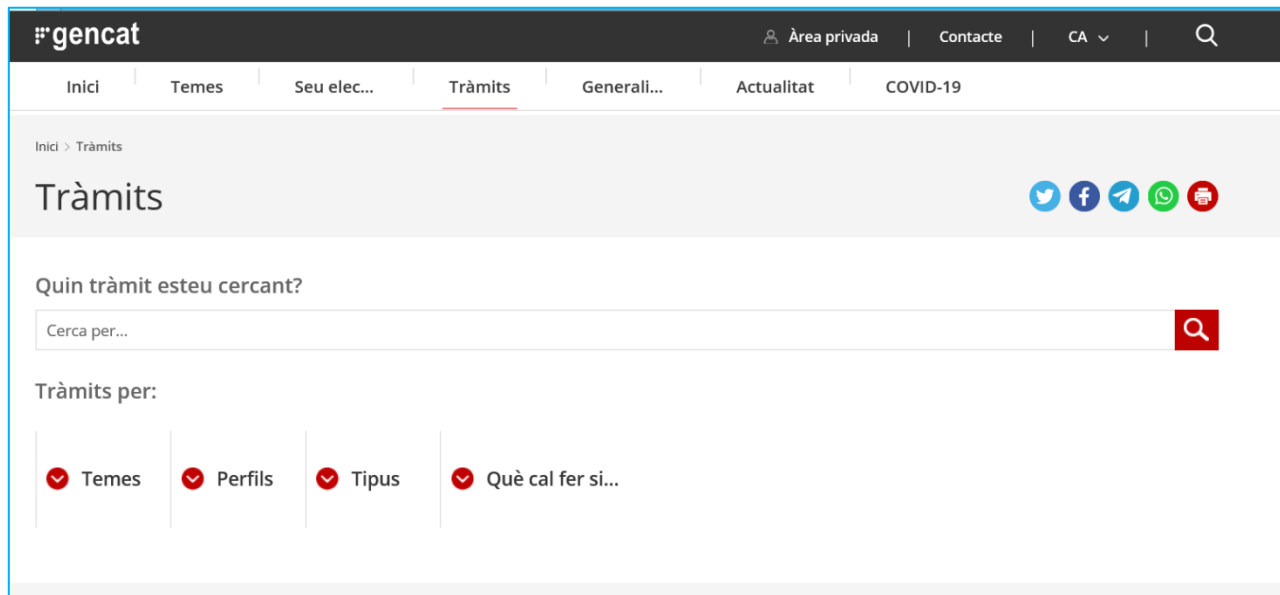 gencat
Àrea privada | Contacte | CA |
Inici Temes Seu elec... Tràmits Generali... Actualitat COVID-19
Inici > Tràmits
Tràmits
Quin tràmit esteu cercant?
Cerca per...
Tràmits per:
Temes Perfils Tipus Què cal fer si...